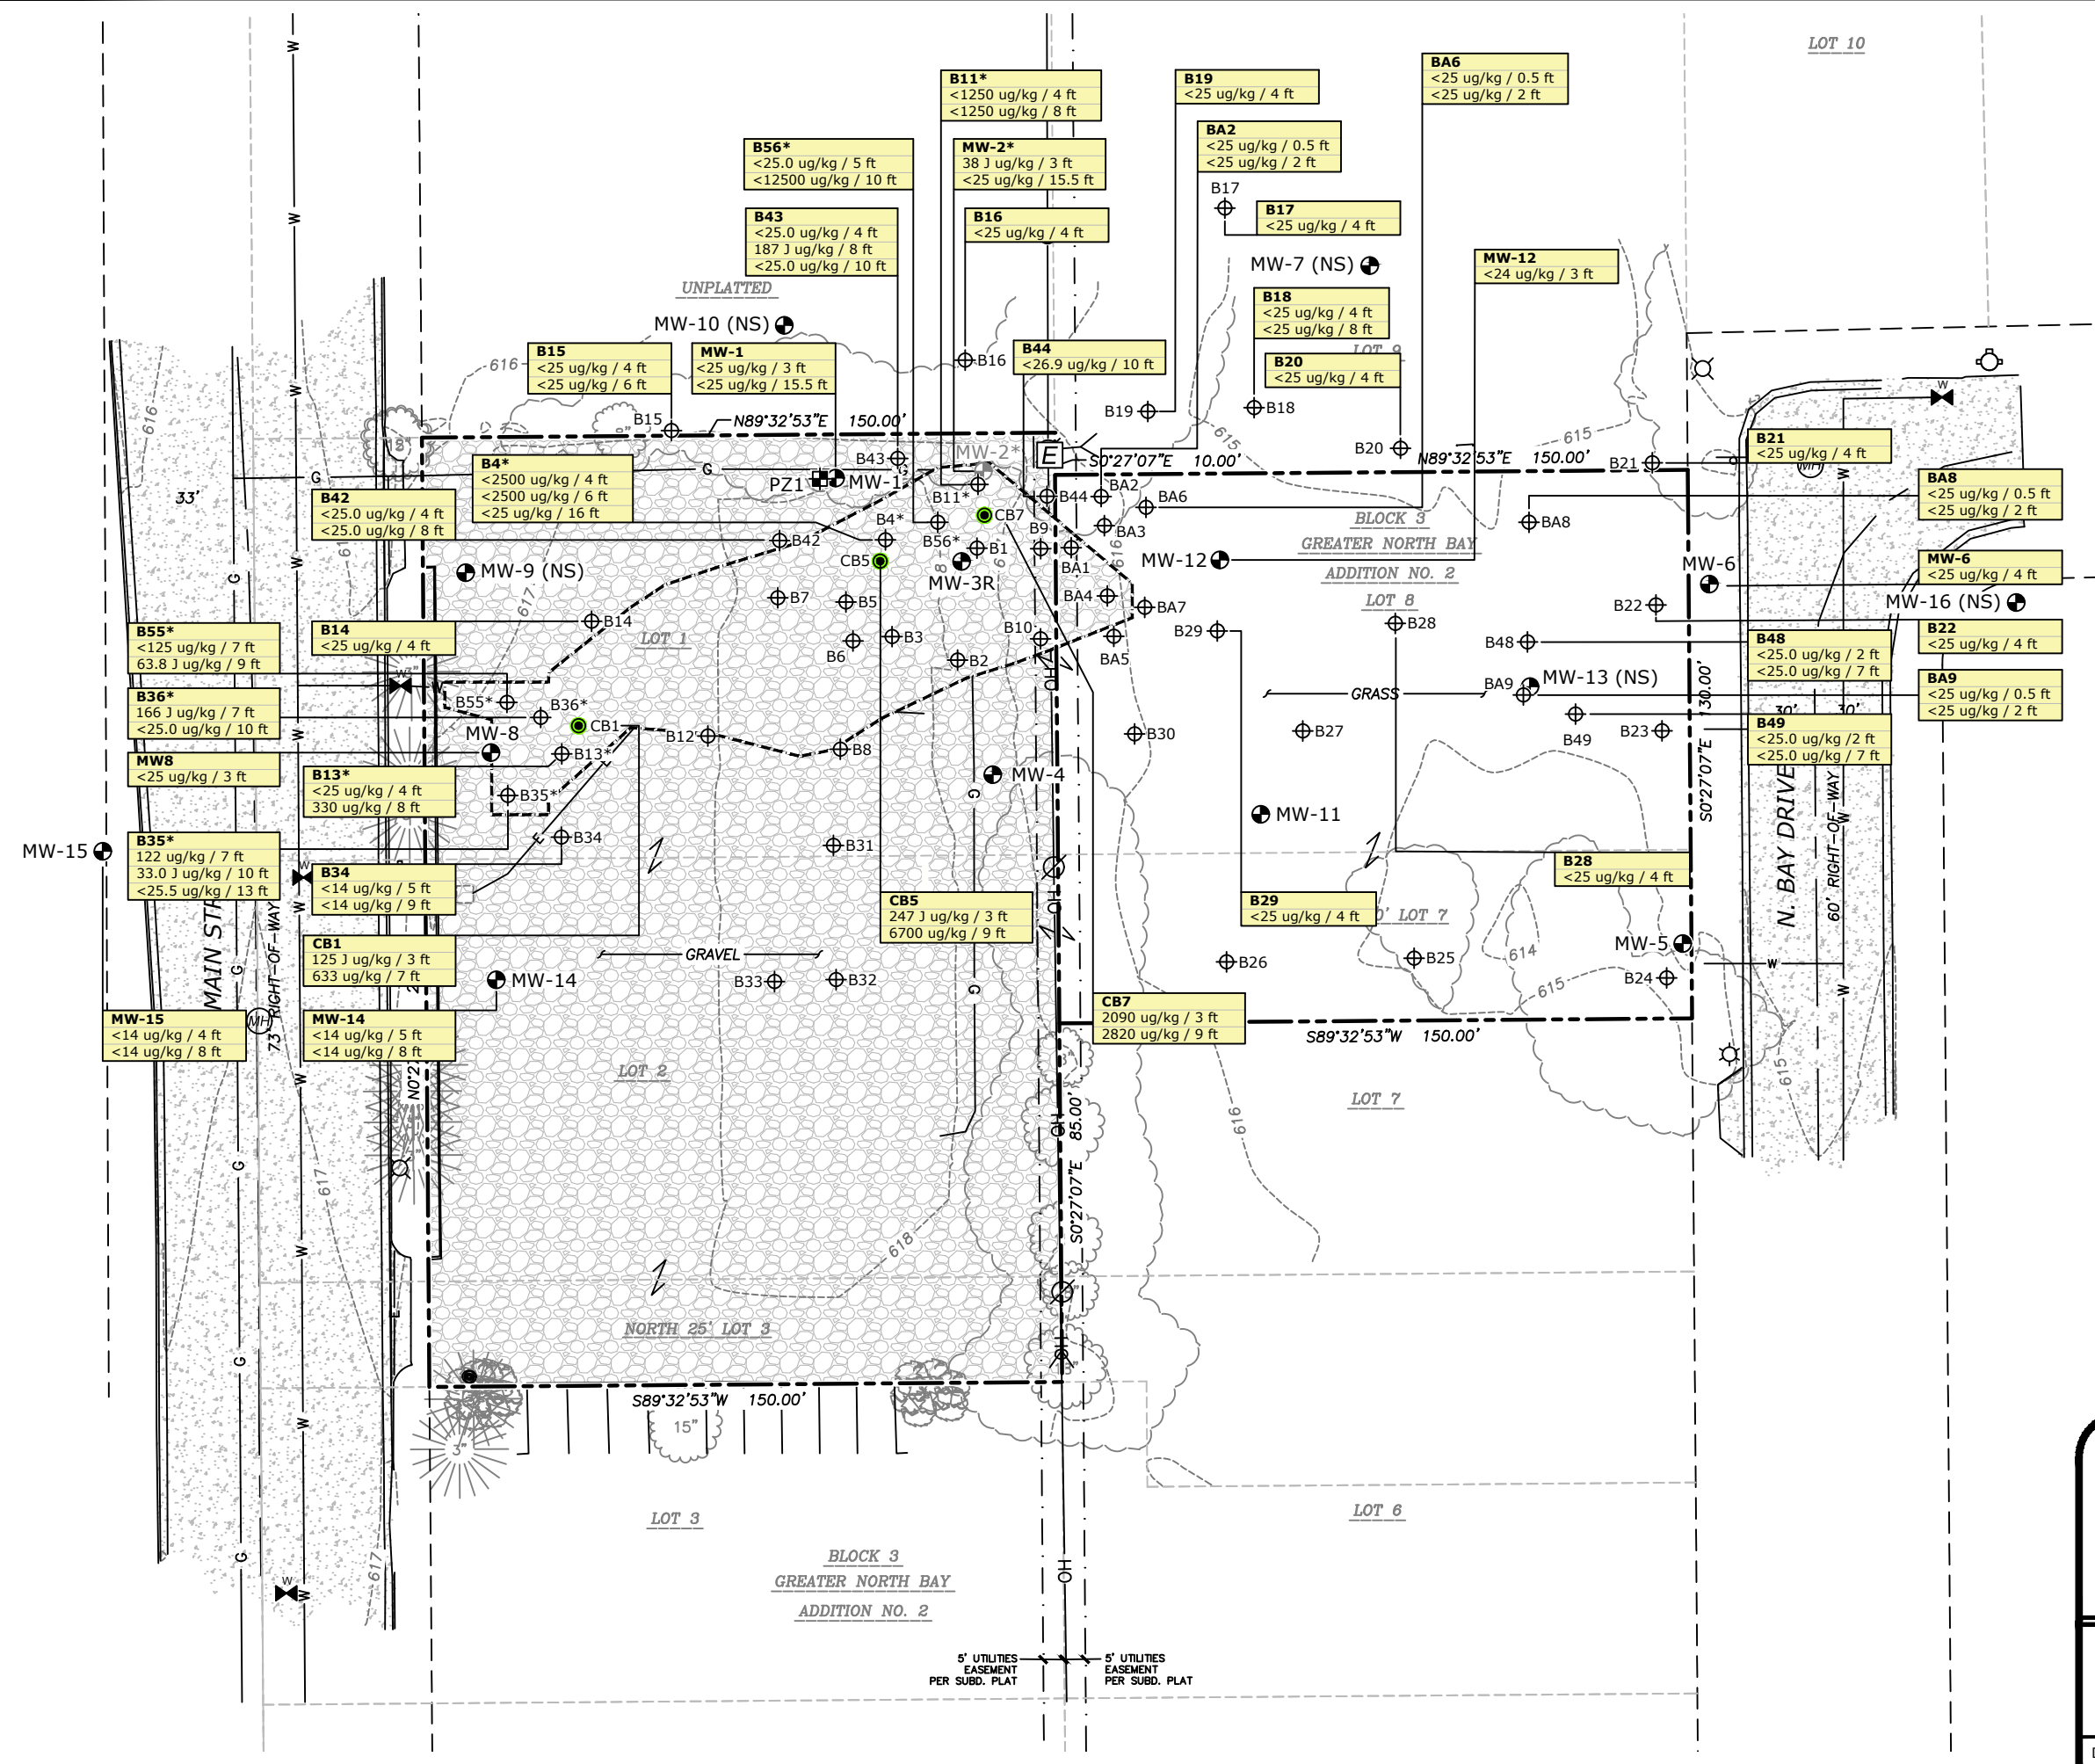 LOT 10
BA6
<25 ug/kg / 0.5 ft
<25 ug/kg / 2 ft
B11*
<1250 ug/kg / 4 ft
<1250 ug/kg / 8 ft
B19
<25 ug/kg / 4 ft
BA2
<25 ug/kg / 0.5 ft
<25 ug/kg / 2 ft
B56*
<25.0 ug/kg / 5 ft
<12500 ug/kg / 10 ft
MW-2*
38 J ug/kg / 3 ft
<25 ug/kg / 15.5 ft
B17
B17
<25 ug/kg / 4 ft
B43
<25.0 ug/kg / 4 ft
187 J ug/kg / 8 ft
<25.0 ug/kg / 10 ft
B16
<25 ug/kg / 4 ft
MW-7 (NS)
MW-12
<24 ug/kg / 3 ft
UNPLATTED
MW-10 (NS)
B18
<25 ug/kg / 4 ft
<25 ug/kg / 8 ft
B15
<25 ug/kg / 4 ft
<25 ug/kg / 6 ft
MW-1
<25 ug/kg / 3 ft
<25 ug/kg / 15.5 ft
B16
B44
<26.9 ug/kg / 10 ft
LOT 9
B20
<25 ug/kg / 4 ft
616
616
B15
N89°32'53"E 150.00'
B19
B18
615
615
B20
N89°32'53"E 150.00'
B21
B21
<25 ug/kg / 4 ft
MH
E
S0°27'07"E 10.00'
B43
MW-2*
B4*
<2500 ug/kg / 4 ft
<2500 ug/kg / 6 ft
<25 ug/kg / 16 ft
33'
B42
<25.0 ug/kg / 4 ft
<25.0 ug/kg / 8 ft
PZ1
MW-1
B11*
B44
BA2
BA6
BA8
<25 ug/kg / 0.5 ft
<25 ug/kg / 2 ft
BA8
B4*
CB7
B9
BA3
BLOCK 3
GREATER NORTH BAY
ADDITION NO. 2
LOT 8
B42
B56*
B1
CB5
MW-3R
BA1
616
MW-12
MW-6
MW-6
<25 ug/kg / 4 ft
MW-9 (NS)
617
B7
B5
BA4
BA7
B22
MW-16 (NS)
B22
<25 ug/kg / 4 ft
B14
<25 ug/kg / 4 ft
B14
LOT 1
B6
B3
B10
BA5
B29
B28
B48
B48
<25.0 ug/kg / 2 ft
<25.0 ug/kg / 7 ft
B55*
<125 ug/kg / 7 ft
63.8 J ug/kg / 9 ft
B2
BA9
MW-13 (NS)
BA9
<25 ug/kg / 0.5 ft
<25 ug/kg / 2 ft
GRASS
B36*
166 J ug/kg / 7 ft
<25.0 ug/kg / 10 ft
B55*
B36*
CB1
B12
B8
B30
B27
B49
B23
S0°27'07"E 130.00'
30'
30'
B49
<25.0 ug/kg /2 ft
<25.0 ug/kg / 7 ft
MW-8
MW8
<25 ug/kg / 3 ft
B13*
<25 ug/kg / 4 ft
330 ug/kg / 8 ft
B13*
B35*
MW-4
MW-11
N. BAY DRIVE
60' RIGHT-OF-WAY
MW-15
B35*
122 ug/kg / 7 ft
33.0 J ug/kg / 10 ft
<25.5 ug/kg / 13 ft
B34
B31
B34
<14 ug/kg / 5 ft
<14 ug/kg / 9 ft
B28
<25 ug/kg / 4 ft
CB5
247 J ug/kg / 3 ft
6700 ug/kg / 9 ft
B29
<25 ug/kg / 4 ft
LOT 7
CB1
125 J ug/kg / 3 ft
633 ug/kg / 7 ft
MAIN
73' RIGHT-OF-WAY
GRAVEL
MW-14
B33
B32
B26
B25
614
615
MW-5
B24
MW-15
<14 ug/kg / 4 ft
<14 ug/kg / 8 ft
MH
MW-14
<14 ug/kg / 5 ft
<14 ug/kg / 8 ft
CB7
2090 ug/kg / 3 ft
2820 ug/kg / 9 ft
S89°32'53"W 150.00'
615
LOT 2
LOT 7
616
S0°27'07"E 85.00'
617
618
NORTH 25' LOT 3
S89°32'53"W 150.00'
15"
3"
LOT 3
LOT 6
BLOCK 3
GREATER NORTH BAY
ADDITION NO. 2
617
5' UTILITIES
EASEMENT
PER SUBD. PLAT
5' UTILITIES
EASEMENT
PER SUBD. PLAT